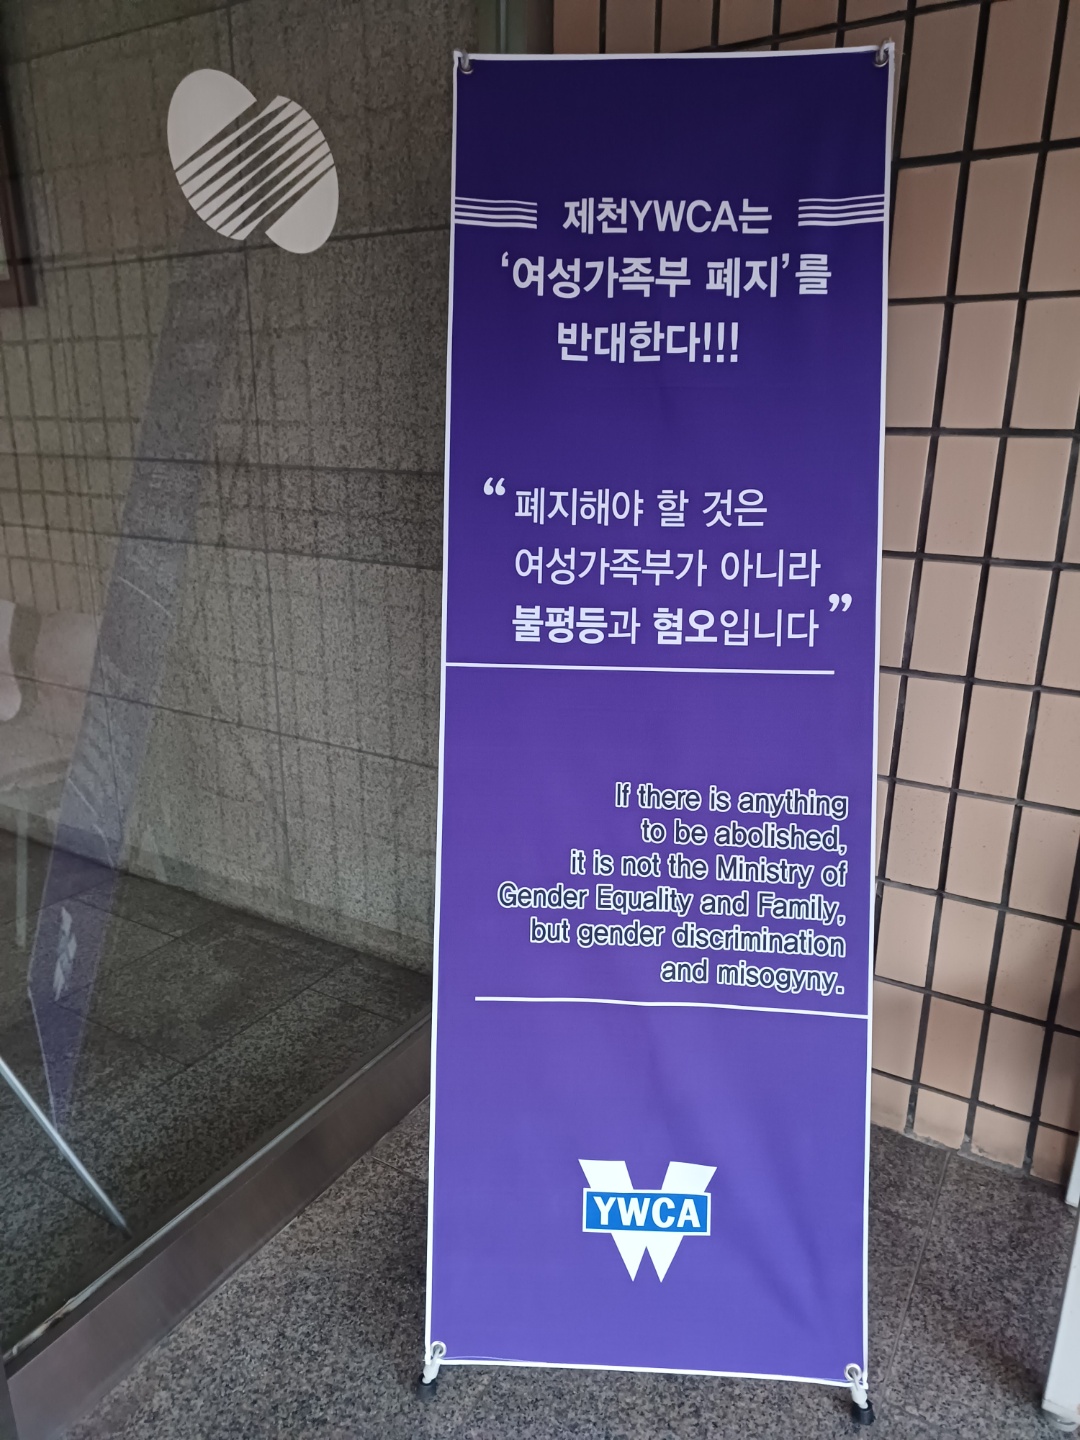 제천YWCA는
‘여성가족부 폐지’를
반대한다!!!
“폐지해야 할 것은
여성가족부가 아니라
불평등과 혐오입니다”
If there is anything
to be abolished,
it is not the Ministry of
Gender Equality and Family,
but gender discrimination
and misogyny.
YWCA